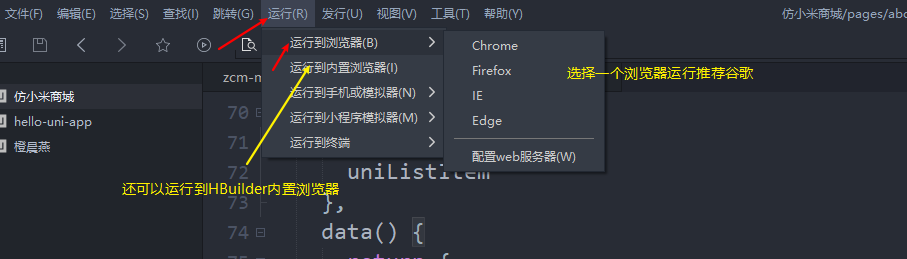 文件(F) 编辑(E) 选择(S) 查找(I) 跳转(G) 运行(R) 发行(U) 视图(V) 工具(T) 帮助(Y) 仿小米商城/pages/abo
运行到浏览器(B)
运行到内置浏览器(I)
运行到手机或模拟器(N)
运行到小程序模拟器(M)
运行到终端
Chrome
Firefox
IE
Edge
配置web服务器(W)
选择一个浏览器运行推荐谷歌
还可以运行到HBuilder内置浏览器
仿小米商城
hello-uni-app
橙晨燕
zcm-m
70
71
72 uniListItem
73 },
74 data() {
return {